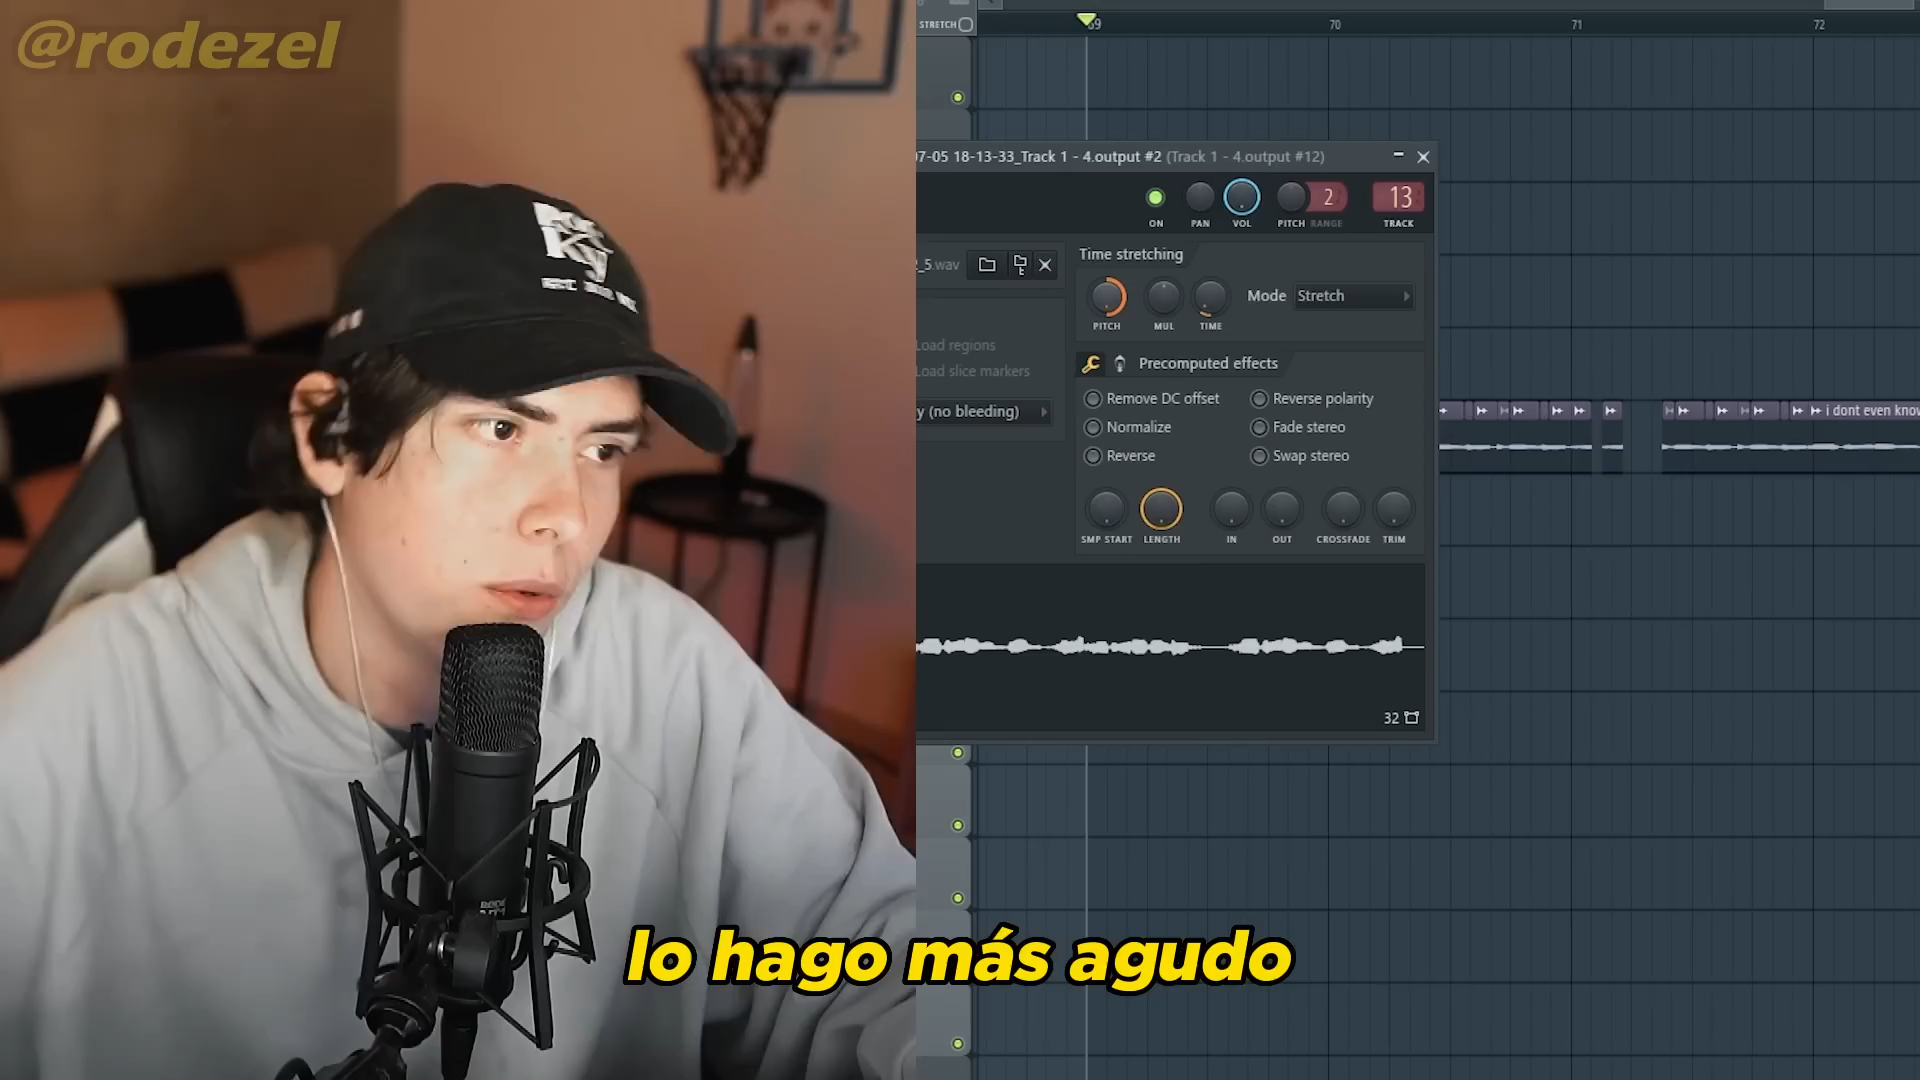 @rodezel
STRETCH
69
70
71
72
07-05 18-13-33_Track 1 - 4.output #2 (Track 1 - 4.output #12)
2
13
ON
PAN
VOL
PITCH
RANGE
TRACK
_5.wav
Time stretching
Mode
Stretch
PITCH
MUL
TIME
Load regions
Load slice markers
y (no bleeding)
Precomputed effects
Remove DC offset
Reverse polarity
Normalize
Fade stereo
Reverse
Swap stereo
SMP START
LENGTH
IN
OUT
CROSSFADE
TRIM
i dont even know
32
RODE
lo hago más agudo